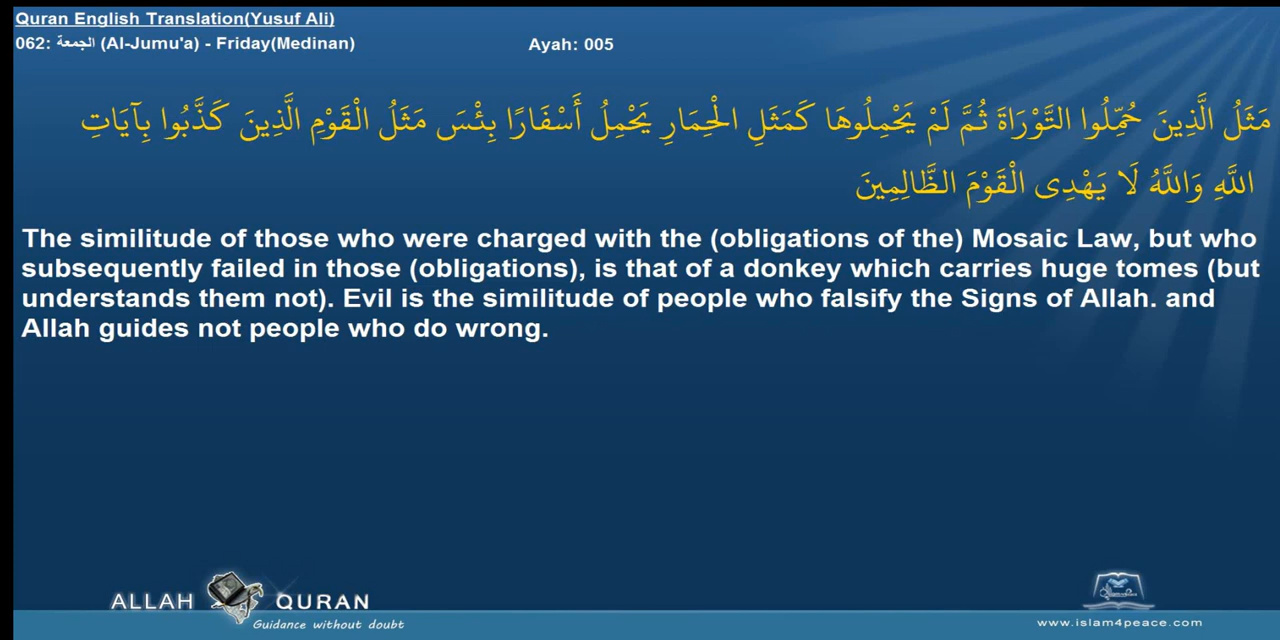 Quran English Translation(Yusuf Ali)
062: الجمعة (Al-Jumu'a) - Friday(Medinan) Ayah: 005
مَثَلُ الَّذِينَ حُمِّلُوا التَّوْرَاةَ ثُمَّ لَمْ يَحْمِلُوهَا كَمَثَلِ الْحِمَارِ يَحْمِلُ أَسْفَارًا بِئْسَ مَثَلُ الْقَوْمِ الَّذِينَ كَذَّبُوا بِآيَاتِ
اللَّهِ وَاللَّهُ لَا يَهْدِى الْقَوْمَ الظَّالِمِينَ
The similitude of those who were charged with the (obligations of the) Mosaic Law, but who
subsequently failed in those (obligations), is that of a donkey which carries huge tomes (but
understands them not). Evil is the similitude of people who falsify the Signs of Allah. and
Allah guides not people who do wrong.
ALLAH QURAN
Guidance without doubt
www.islam4peace.com